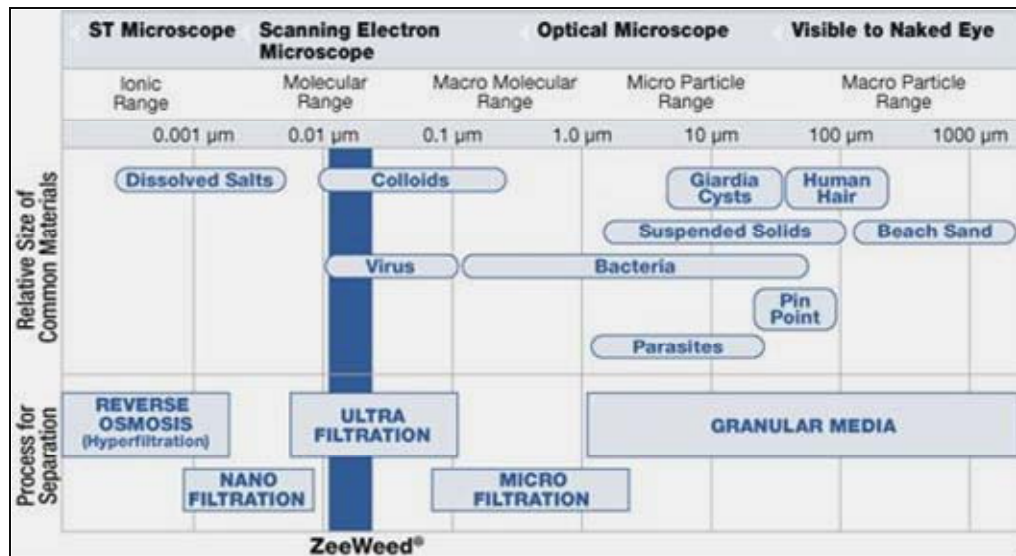 ST Microscope Scanning Electron Optical Microscope Visible to Naked Eye
Microscope
Ionic Molecular Macro Molecular Micro Particle Macro Particle
Range Range Range Range Range
0.001 µm 0.01 µm 0.1 µm 1.0 µm 10 µm 100 µm 1000 µm
Relative Size of
Common Materials
Dissolved Salts Colloids Giardia Human
Cysts Hair
Suspended Solids Beach Sand
Virus Bacteria
Pin
Point
Parasites
Process for
Separation
REVERSE
OSMOSIS
(Hyperfiltration)
ULTRA
FILTRATION
GRANULAR MEDIA
NANO
FILTRATION
MICRO
FILTRATION
ZeeWeed®